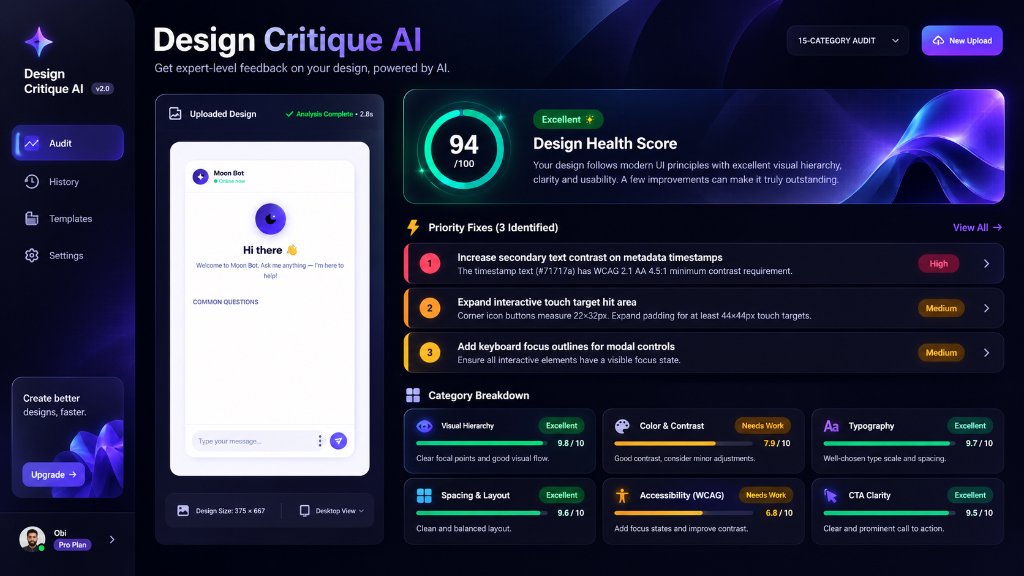 Design
Critique AI v2.0
Audit
History
Templates
Settings
Create better
designs, faster.
Upgrade →
Obi
Pro Plan
Design Critique AI
Get expert-level feedback on your design, powered by AI.
15-CATEGORY AUDIT
New Upload
Uploaded Design
Analysis Complete • 2.8s
Moon Bot
Online now
Hi there 👋
Welcome to Moon Bot. Ask me anything — I'm here to
help!
COMMON QUESTIONS
Type your message...
Design Size: 375 × 667
Desktop View
94
/100
Excellent
Design Health Score
Your design follows modern UI principles with excellent visual hierarchy,
clarity and usability. A few improvements can make it truly outstanding.
Priority Fixes (3 Identified)
View All →
1
Increase secondary text contrast on metadata timestamps
The timestamp text (#71717a) has WCAG 2.1 AA 4.5:1 minimum contrast requirement.
High
2
Expand interactive touch target hit area
Corner icon buttons measure 22×32px. Expand padding for at least 44×44px touch targets.
Medium
3
Add keyboard focus outlines for modal controls
Ensure all interactive elements have a visible focus state.
Medium
Category Breakdown
Visual Hierarchy
Excellent
9.8 / 10
Clear focal points and good visual flow.
Color & Contrast
Needs Work
7.9 / 10
Good contrast, consider minor adjustments.
Aa Typography
Excellent
9.7 / 10
Well-chosen type scale and spacing.
Spacing & Layout
Excellent
9.6 / 10
Clean and balanced layout.
Accessibility (WCAG)
Needs Work
6.8 / 10
Add focus states and improve contrast.
CTA Clarity
Excellent
9.5 / 10
Clear and prominent call to action.